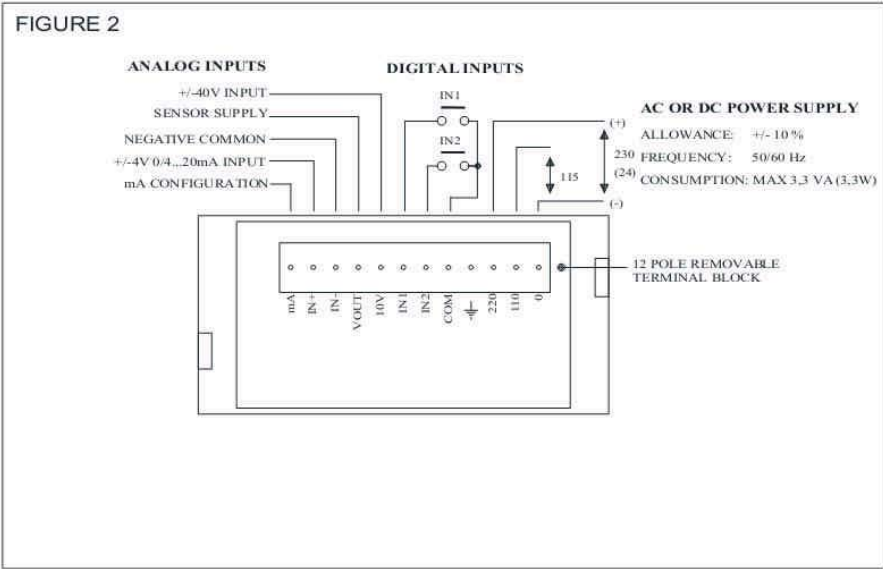 FIGURE 2
ANALOG INPUTS
+/-40V INPUT
SENSOR SUPPLY
NEGATIVE COMMON
+/-4V 0/4...20mA INPUT
mA CONFIGURATION
DIGITAL INPUTS
IN1
IN2
AC OR DC POWER SUPPLY
(+)
ALLOWANCE: +/- 10 %
230
FREQUENCY: 50/60 Hz
(24)
CONSUMPTION: MAX 3,3 VA (3,3W)
115
(-)
12 POLE REMOVABLE
TERMINAL BLOCK
mA
IN+
IN-
VOUT
10V
IN1
IN2
COM
220
110
0